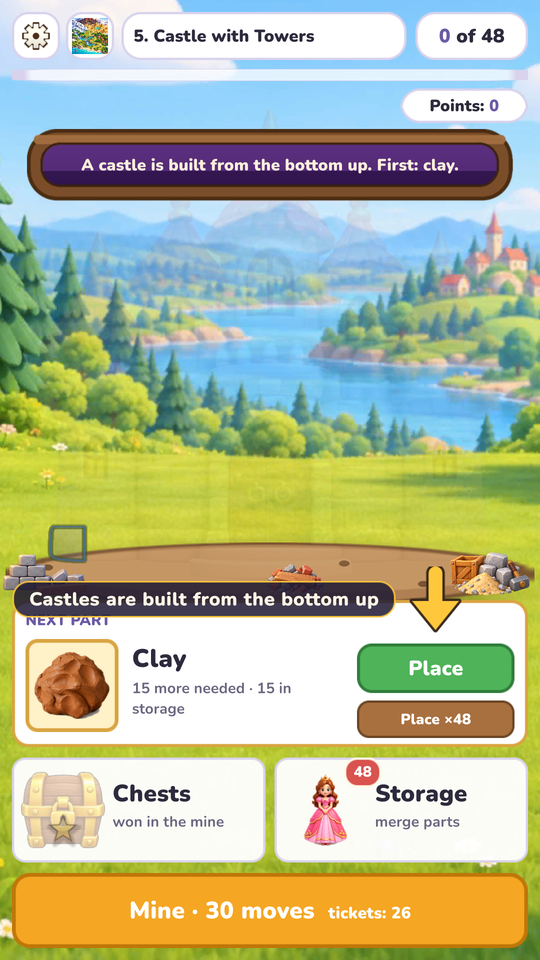 5. Castle with Towers
0 of 48
Points: 0
A castle is built from the bottom up. First: clay.
Castles are built from the bottom up
NEXT PART
Clay
15 more needed · 15 in
storage
Place
Place ×48
Chests
won in the mine
48
Storage
merge parts
Mine · 30 moves tickets: 26